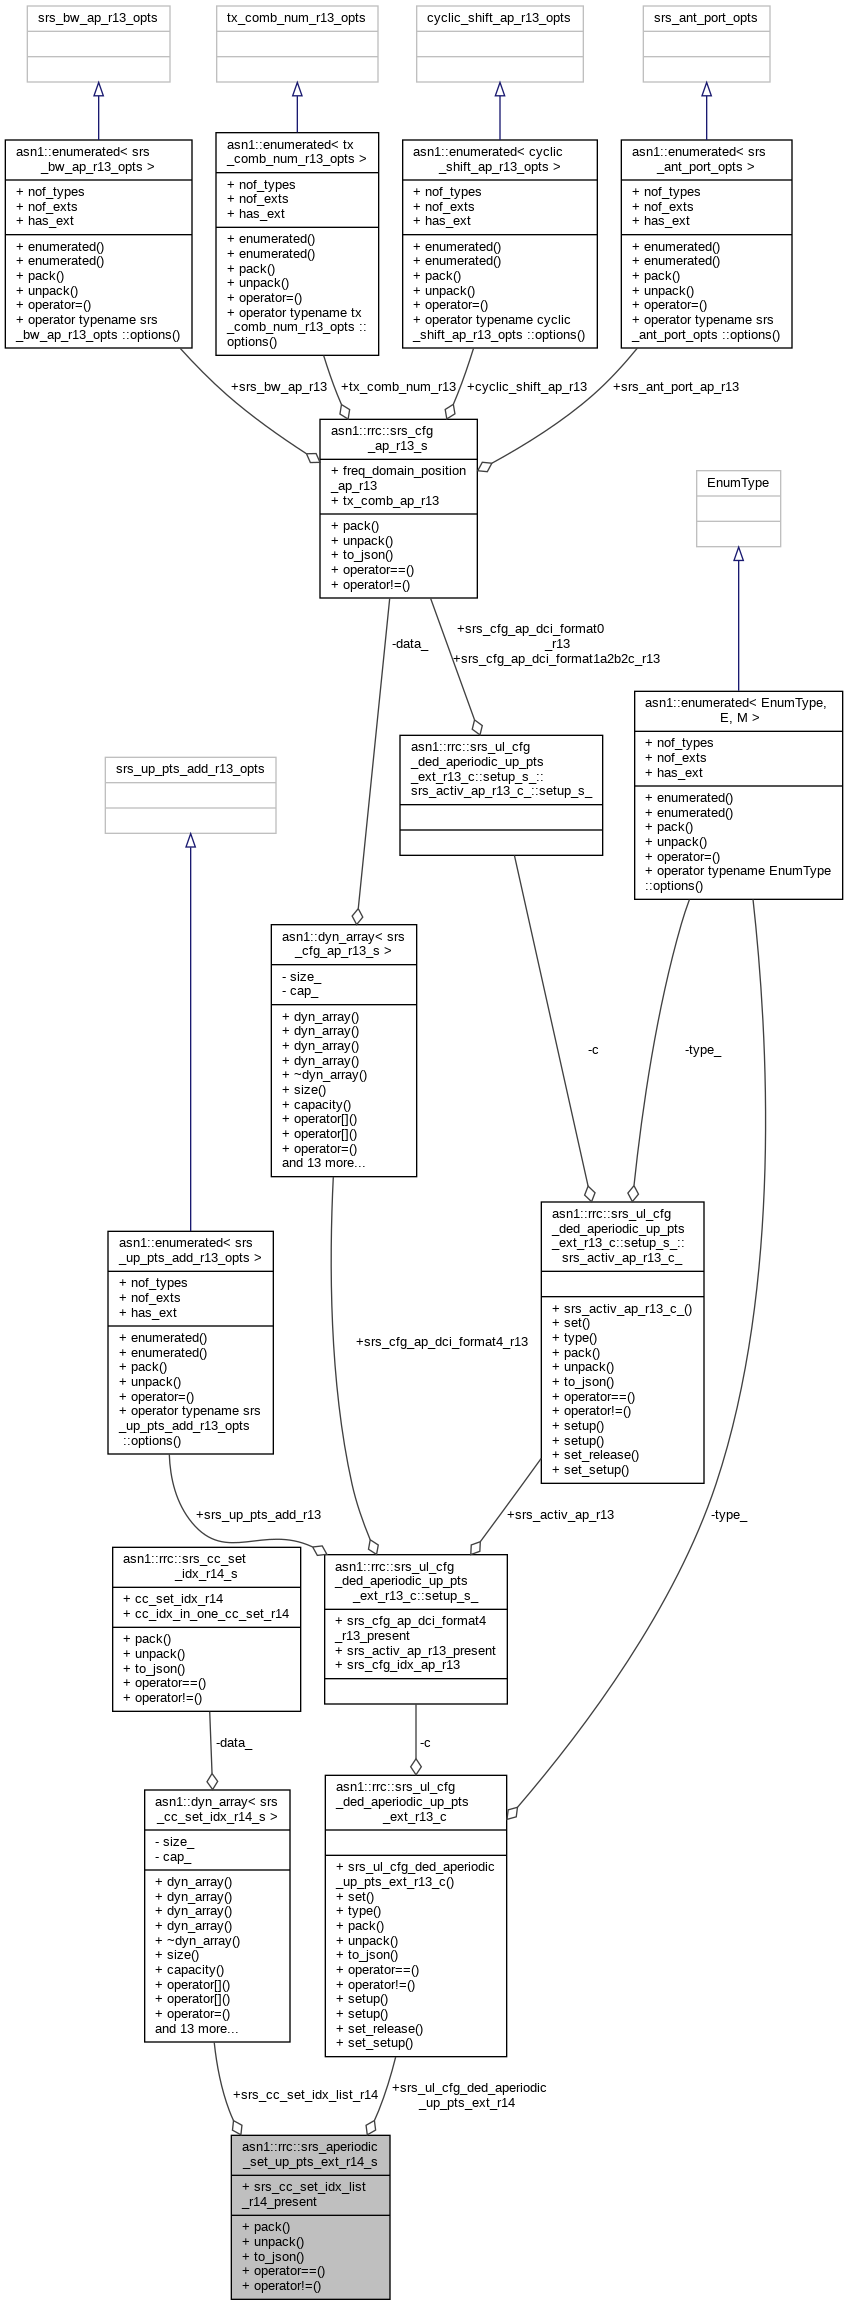 srs_bw_ap_r13_opts
tx_comb_num_r13_opts
cyclic_shift_ap_r13_opts
srs_ant_port_opts
asn1::enumerated< srs
_bw_ap_r13_opts >
+ nof_types
+ nof_exts
+ has_ext
+ enumerated()
+ enumerated()
+ pack()
+ unpack()
+ operator=()
+ operator typename srs
_bw_ap_r13_opts ::options()
asn1::enumerated< tx
_comb_num_r13_opts >
+ nof_types
+ nof_exts
+ has_ext
+ enumerated()
+ enumerated()
+ pack()
+ unpack()
+ operator=()
+ operator typename tx
_comb_num_r13_opts ::
options()
asn1::enumerated< cyclic
_shift_ap_r13_opts >
+ nof_types
+ nof_exts
+ has_ext
+ enumerated()
+ enumerated()
+ pack()
+ unpack()
+ operator=()
+ operator typename cyclic
_shift_ap_r13_opts ::options()
asn1::enumerated< srs
_ant_port_opts >
+ nof_types
+ nof_exts
+ has_ext
+ enumerated()
+ enumerated()
+ pack()
+ unpack()
+ operator=()
+ operator typename srs
_ant_port_opts ::options()
+srs_bw_ap_r13
+tx_comb_num_r13
+cyclic_shift_ap_r13
+srs_ant_port_ap_r13
asn1::rrc::srs_cfg
_ap_r13_s
+ freq_domain_position
_ap_r13
+ tx_comb_ap_r13
+ pack()
+ unpack()
+ to_json()
+ operator==()
+ operator!=()
EnumType
-data_
+srs_cfg_ap_dci_format0
_r13
+srs_cfg_ap_dci_format1a2b2c_r13
asn1::enumerated< EnumType,
E, M >
+ nof_types
+ nof_exts
+ has_ext
+ enumerated()
+ enumerated()
+ pack()
+ unpack()
+ operator=()
+ operator typename EnumType
::options()
asn1::rrc::srs_ul_cfg
_ded_aperiodic_up_pts
_ext_r13_c::setup_s_::
srs_activ_ap_r13_c_::setup_s_
srs_up_pts_add_r13_opts
asn1::dyn_array< srs
_cfg_ap_r13_s >
- size_
- cap_
+ dyn_array()
+ dyn_array()
+ dyn_array()
+ dyn_array()
+ ~dyn_array()
+ size()
+ capacity()
+ operator[]()
+ operator[]()
+ operator=()
and 13 more...
-c
-type_
asn1::rrc::srs_ul_cfg
_ded_aperiodic_up_pts
_ext_r13_c::setup_s_::
srs_activ_ap_r13_c_
+ srs_activ_ap_r13_c_()
+ set()
+ type()
+ pack()
+ unpack()
+ to_json()
+ operator==()
+ operator!=()
+ setup()
+ setup()
+ set_release()
+ set_setup()
asn1::enumerated< srs
_up_pts_add_r13_opts >
+ nof_types
+ nof_exts
+ has_ext
+ enumerated()
+ enumerated()
+ pack()
+ unpack()
+ operator=()
+ operator typename srs
_up_pts_add_r13_opts
::options()
+srs_cfg_ap_dci_format4_r13
+srs_up_pts_add_r13
+srs_activ_ap_r13
-type_
asn1::rrc::srs_cc_set
_idx_r14_s
+ cc_set_idx_r14
+ cc_idx_in_one_cc_set_r14
+ pack()
+ unpack()
+ to_json()
+ operator==()
+ operator!=()
asn1::rrc::srs_ul_cfg
_ded_aperiodic_up_pts
_ext_r13_c::setup_s_
+ srs_cfg_ap_dci_format4
_r13_present
+ srs_activ_ap_r13_present
+ srs_cfg_idx_ap_r13
-data_
-c
asn1::dyn_array< srs
_cc_set_idx_r14_s >
- size_
- cap_
+ dyn_array()
+ dyn_array()
+ dyn_array()
+ dyn_array()
+ ~dyn_array()
+ size()
+ capacity()
+ operator[]()
+ operator[]()
+ operator=()
and 13 more...
asn1::rrc::srs_ul_cfg
_ded_aperiodic_up_pts
_ext_r13_c
+ srs_ul_cfg_ded_aperiodic
_up_pts_ext_r13_c()
+ set()
+ type()
+ pack()
+ unpack()
+ to_json()
+ operator==()
+ operator!=()
+ setup()
+ setup()
+ set_release()
+ set_setup()
+srs_cc_set_idx_list_r14
+srs_ul_cfg_ded_aperiodic
_up_pts_ext_r14
asn1::rrc::srs_aperiodic
_set_up_pts_ext_r14_s
+ srs_cc_set_idx_list
_r14_present
+ pack()
+ unpack()
+ to_json()
+ operator==()
+ operator!=()